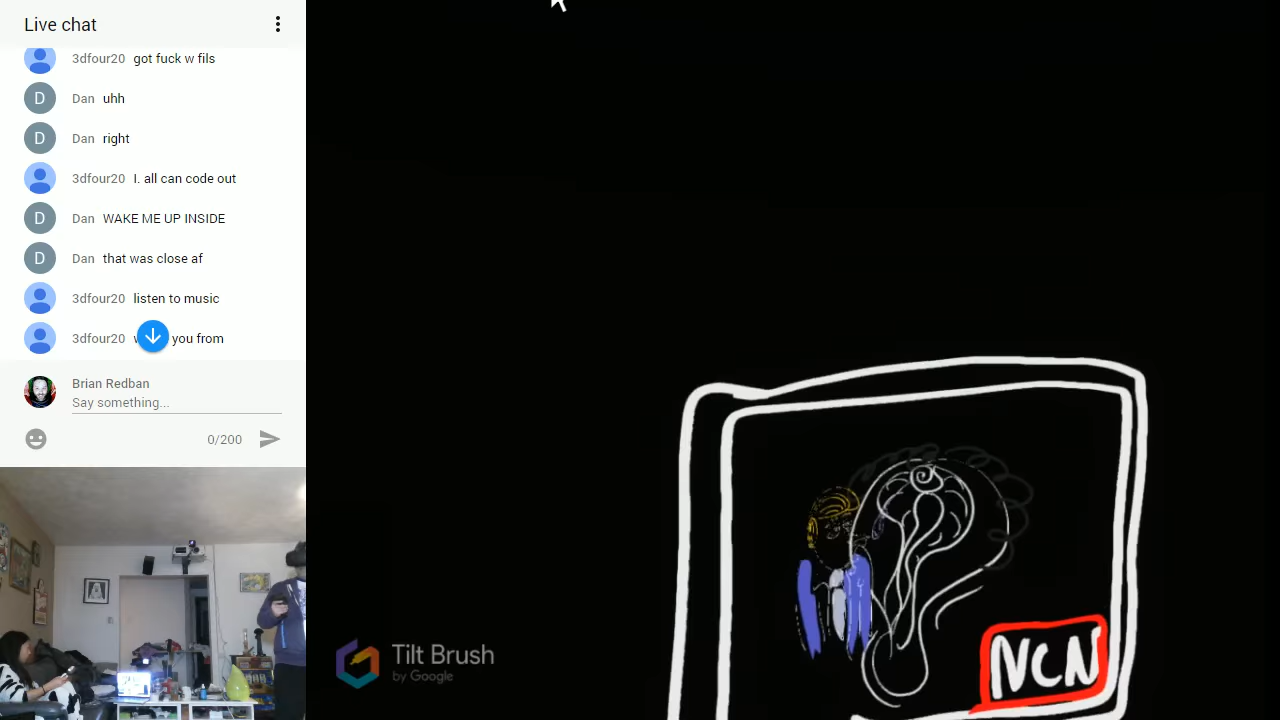 Live chat
3dfour20 got fuck w fils
Dan uhh
Dan right
3dfour20 I. all can code out
Dan WAKE ME UP INSIDE
Dan that was close af
3dfour20 listen to music
3dfour20 you from
Brian Redban
Say something...
0/200
Tilt Brush
by Google
NCN